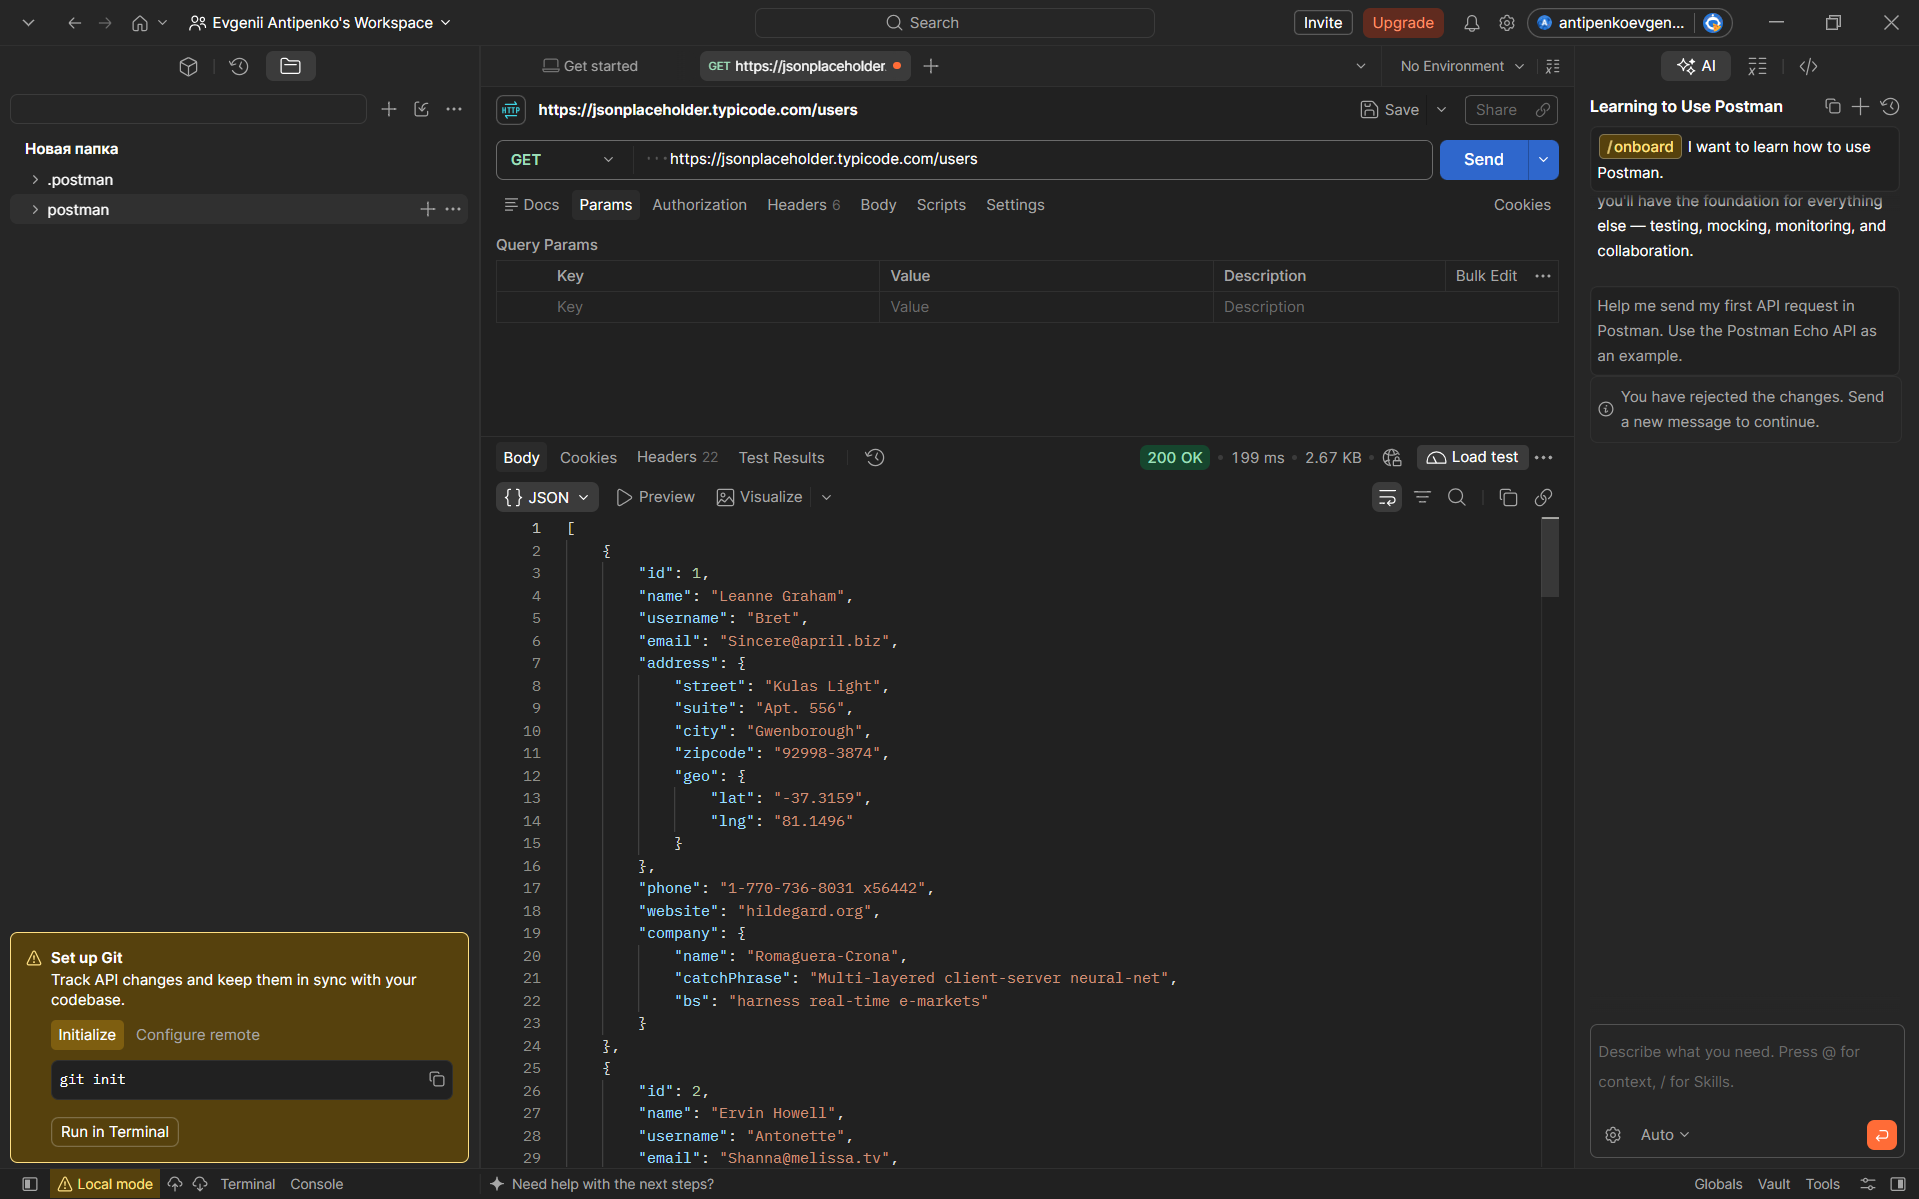 Evgenii Antipenko's Workspace
Search
Invite
Upgrade
A
antipenkoevgen...
Get started
GET https://jsonplaceholder.
No Environment
AI
HTTP
https://jsonplaceholder.typicode.com/users
Save
Share
GET
https://jsonplaceholder.typicode.com/users
Send
Docs
Params
Authorization
Headers 6
Body
Scripts
Settings
Cookies
Query Params
Key
Value
Description
Bulk Edit
Key
Value
Description
Новая папка
.postman
postman
Body
Cookies
Headers 22
Test Results
200 OK
199 ms
2.67 KB
Load test
{} JSON
Preview
Visualize
1 [
2 {
3 "id": 1,
4 "name": "Leanne Graham",
5 "username": "Bret",
6 "email": "Sincere@april.biz",
7 "address": {
8 "street": "Kulas Light",
9 "suite": "Apt. 556",
10 "city": "Gwenborough",
11 "zipcode": "92998-3874",
12 "geo": {
13 "lat": "-37.3159",
14 "lng": "81.1496"
15 }
16 },
17 "phone": "1-770-736-8031 x56442",
18 "website": "hildegard.org",
19 "company": {
20 "name": "Romaguera-Crona",
21 "catchPhrase": "Multi-layered client-server neural-net",
22 "bs": "harness real-time e-markets"
23 }
24 },
25 {
26 "id": 2,
27 "name": "Ervin Howell",
28 "username": "Antonette",
29 "email": "Shanna@melissa.tv",
Learning to Use Postman
/onboard I want to learn how to use
Postman.
you'll have the foundation for everything
else — testing, mocking, monitoring, and
collaboration.
Help me send my first API request in
Postman. Use the Postman Echo API as
an example.
You have rejected the changes. Send
a new message to continue.
Describe what you need. Press @ for
context, / for Skills.
Auto
Set up Git
Track API changes and keep them in sync with your
codebase.
Initialize
Configure remote
git init
Run in Terminal
Local mode
Terminal
Console
Need help with the next steps?
Globals
Vault
Tools